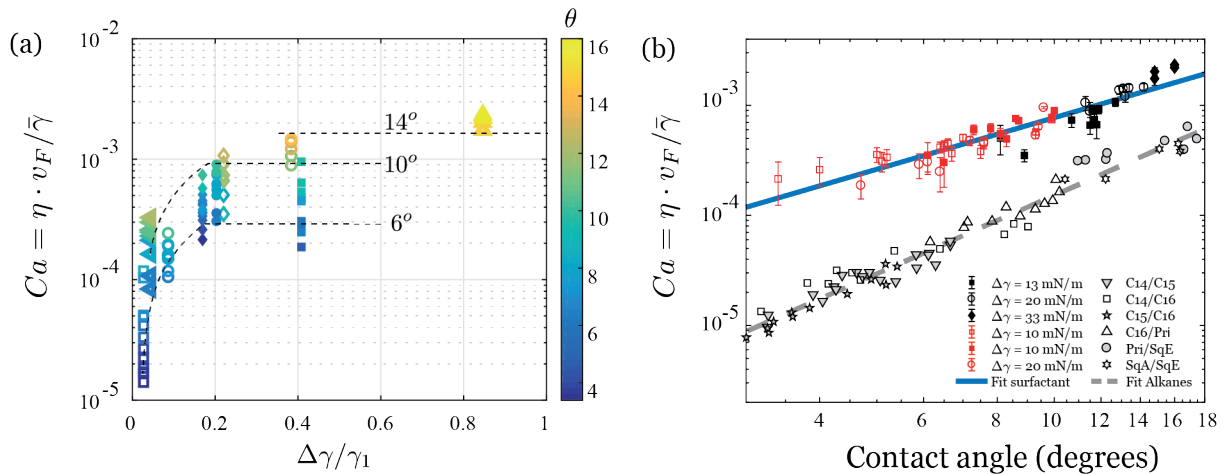 (a)
θ
10⁻²
16
14
12
10
8
6
4
14°
10⁻³
10°
6°
10⁻⁴
10⁻⁵
Ca = η · v_F / γ̄
0
0.2
0.4
0.6
0.8
1
Δγ/γ₁
(b)
10⁻³
10⁻⁴
10⁻⁵
Ca = η · v_F / γ̄
Δγ = 13 mN/m
Δγ = 20 mN/m
Δγ = 33 mN/m
Δγ = 10 mN/m
Δγ = 10 mN/m
Δγ = 20 mN/m
Fit surfactant
C14/C15
C14/C16
C15/C16
C16/Pri
Pri/SqE
SqA/SqE
Fit Alkanes
4
6
8
10
12
14
16
18
Contact angle (degrees)